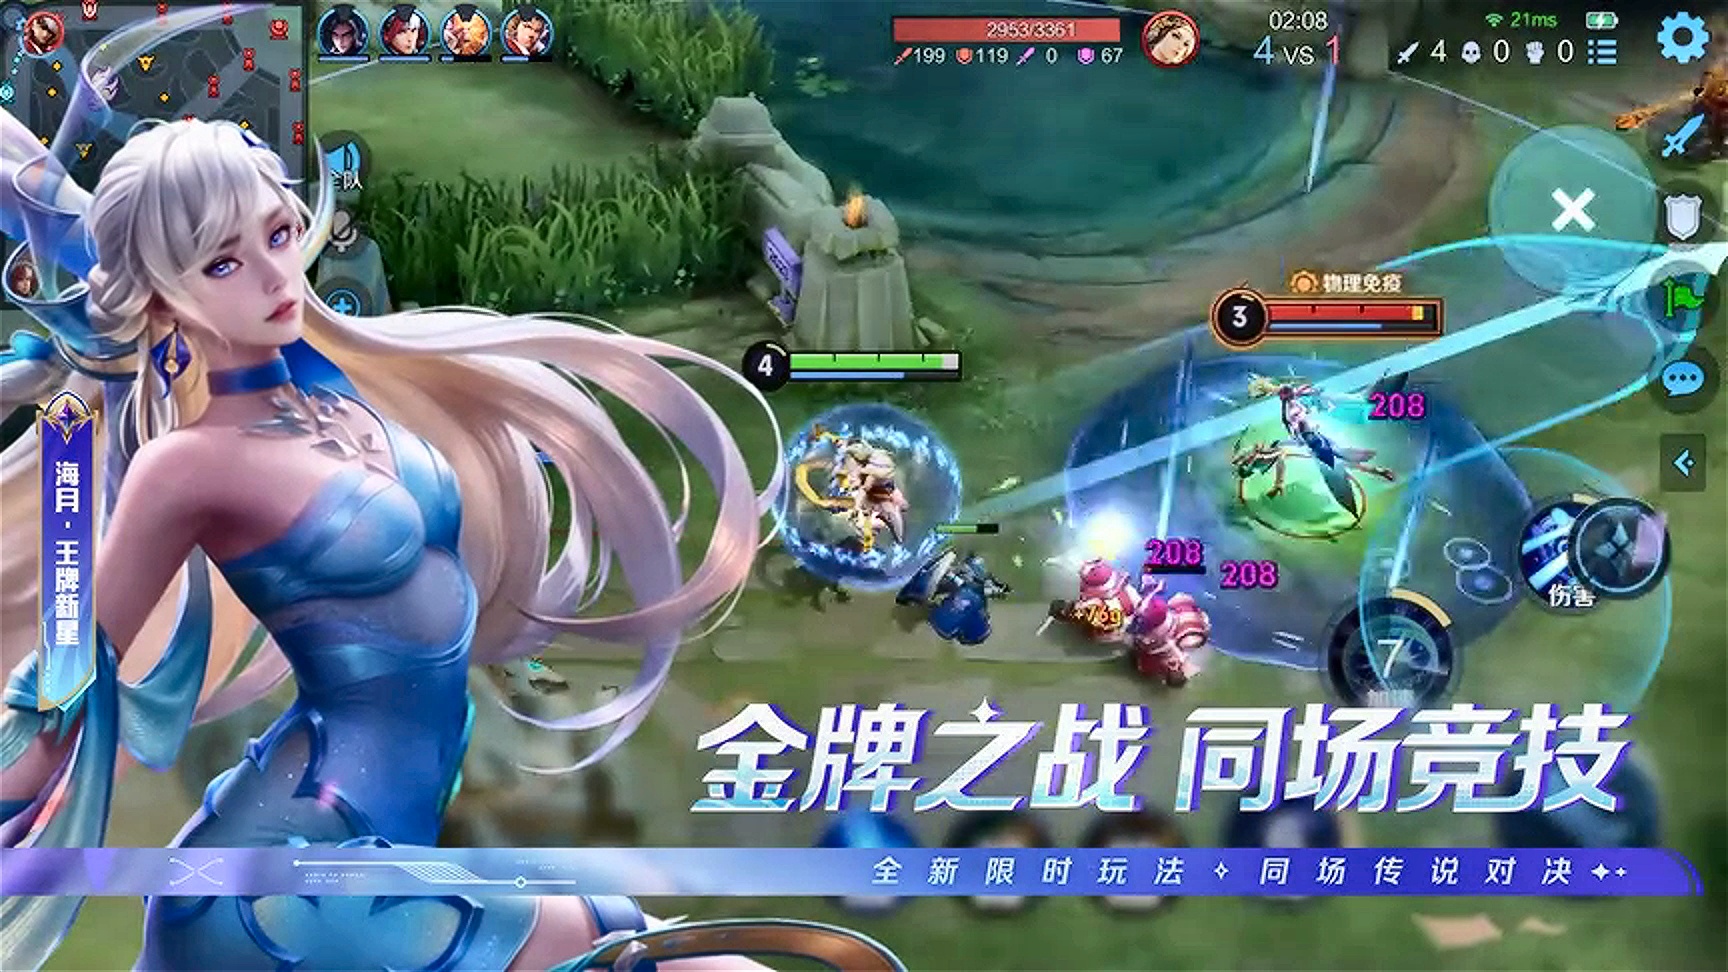 2953/3361
199 119 0 67
02:08
4 VS 1
21ms
4 0 0
物理免疫
3
4
208
208
208
+76g
伤害
7
海月·王牌新星
金牌之战 同场竞技
全新限时玩法 同场传说对决